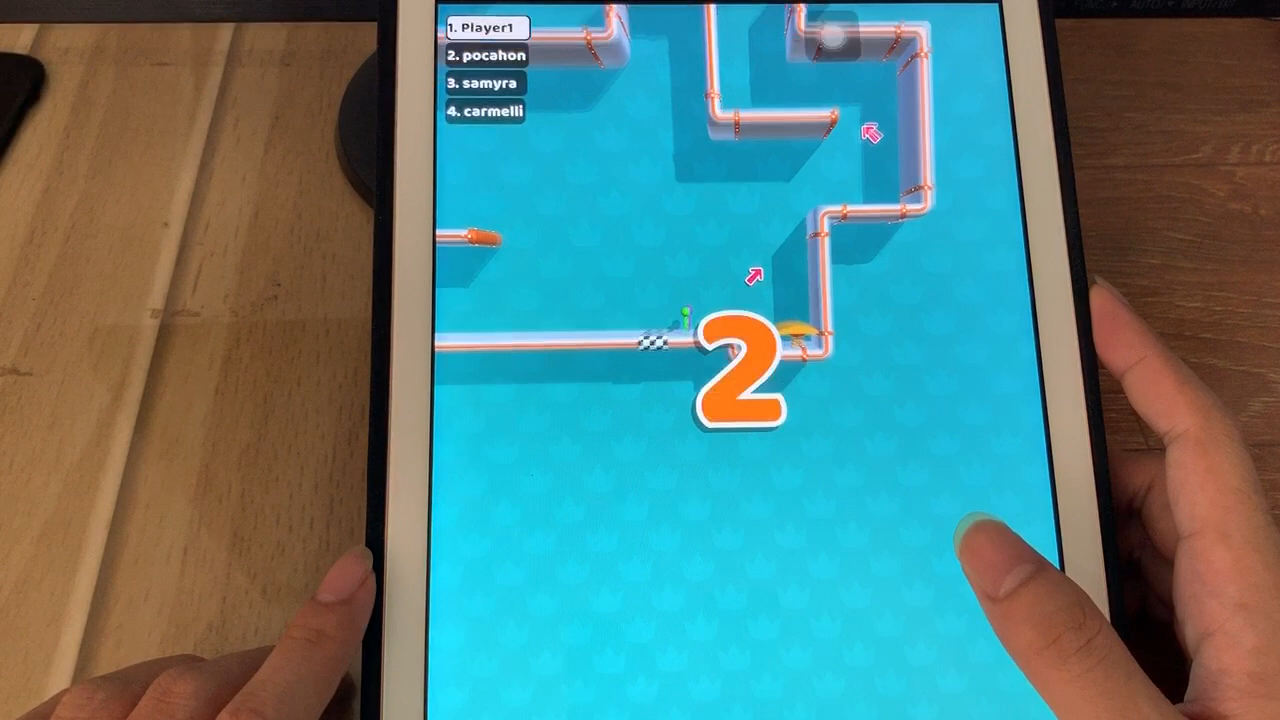 1. Player1
2. pocahon
3. samyra
4. carmelli
2